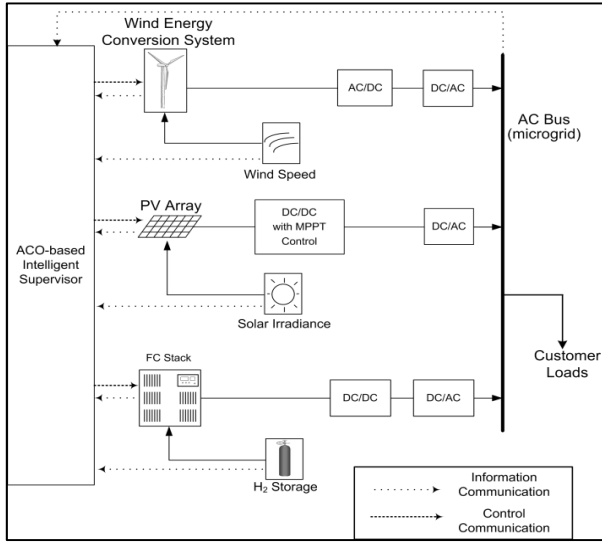 Wind Energy
Conversion System
AC/DC
DC/AC
AC Bus
(microgrid)
Wind Speed
PV Array
DC/DC
with MPPT
Control
DC/AC
ACO-based
Intelligent
Supervisor
Solar Irradiance
FC Stack
Customer
Loads
DC/DC
DC/AC
H₂ Storage
Information
Communication
Control
Communication